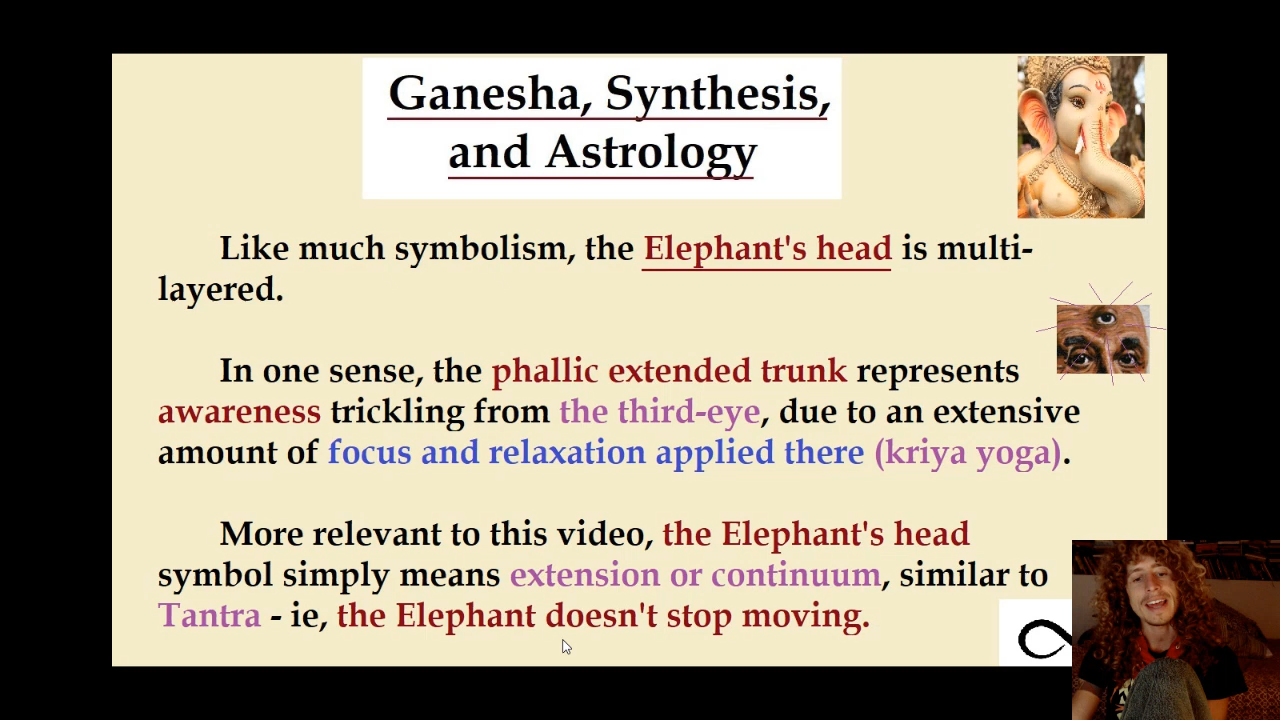 Ganesha, Synthesis,
and Astrology
Like much symbolism, the Elephant's head is multi-
layered.
In one sense, the phallic extended trunk represents
awareness trickling from the third-eye, due to an extensive
amount of focus and relaxation applied there (kriya yoga).
More relevant to this video, the Elephant's head
symbol simply means extension or continuum, similar to
Tantra - ie, the Elephant doesn't stop moving.